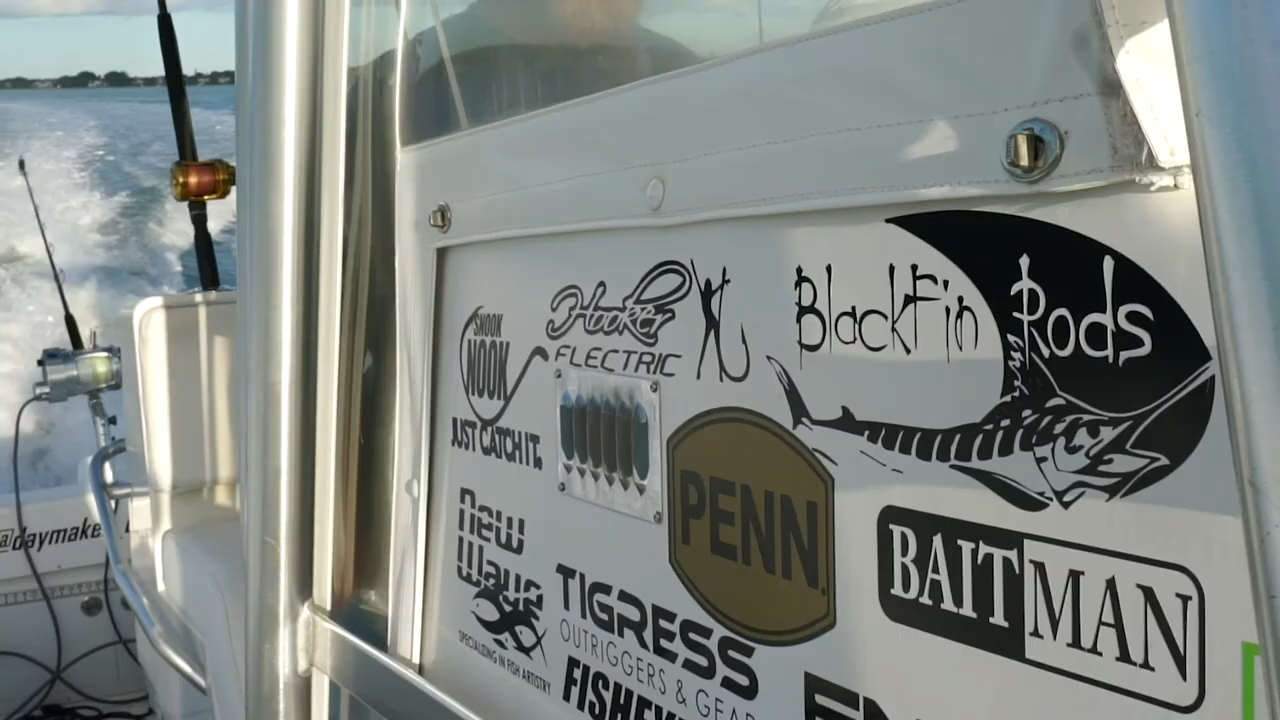 SNOOK
NOOK
JUST CATCH IT.
Hooker
ELECTRIC
BlackFin Rods
PENN.
BAITMAN
New
Wave
SPECIALIZING IN FISH ARTISTRY
TIGRESS
OUTRIGGERS & GEAR
@daymake